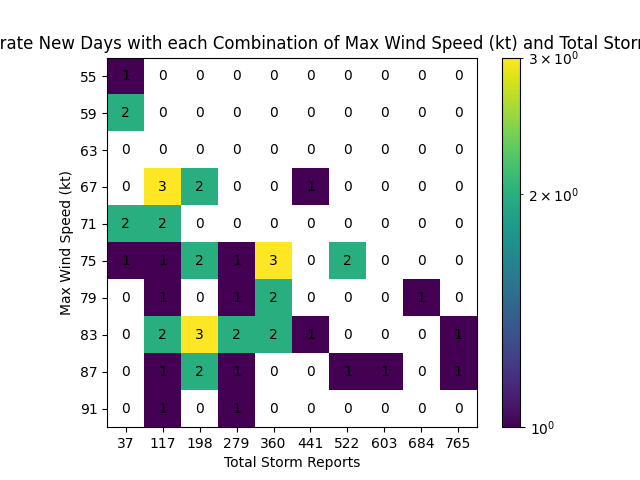 rate New Days with each Combination of Max Wind Speed (kt) and Total Stor
Max Wind Speed (kt)
55 1 0 0 0 0 0 0 0 0 0
59 2 0 0 0 0 0 0 0 0 0
63 0 0 0 0 0 0 0 0 0 0
67 0 3 2 0 0 1 0 0 0 0
71 2 2 0 0 0 0 0 0 0 0
75 1 1 2 1 3 0 2 0 0 0
79 0 1 0 1 2 0 0 0 1 0
83 0 2 3 2 2 1 0 0 0 1
87 0 1 2 1 0 0 1 1 0 1
91 0 1 0 1 0 0 0 0 0 0
37 117 198 279 360 441 522 603 684 765
Total Storm Reports
3 × 10⁰
2 × 10⁰
10⁰